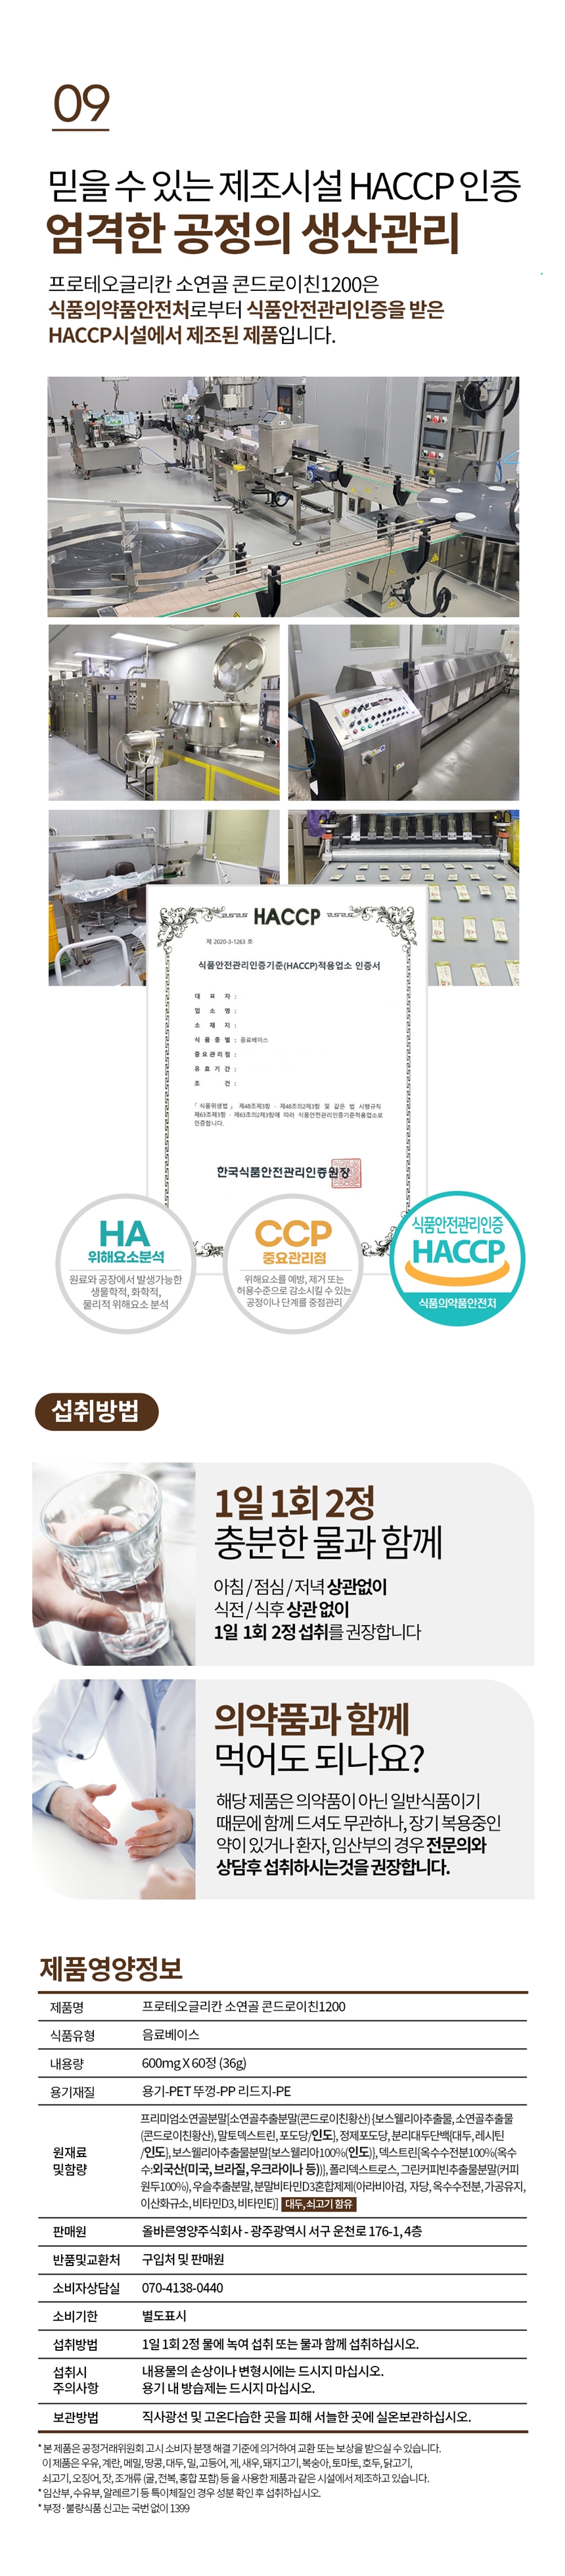 09
믿을 수 있는 제조시설 HACCP 인증
엄격한 공정의 생산관리
프로테오글리칸 소연골 콘드로이친1200은
식품의약품안전처로부터 식품안전관리인증을 받은
HACCP시설에서 제조된 제품입니다.
HACCP
제 2020-3-1263 호
식품안전관리인증기준(HACCP)적용업소 인증서
대 표 자 :
업 소 명 :
소 재 지 :
식 품 종 별 : 음료베이스
중요관리점 :
유 효 기 간 :
조 건 :
「식품위생법」 제48조제3항 · 제48조의2제3항 및 같은 법 시행규칙
제63조제3항 · 제63조의2제3항에 따라 식품안전관리인증기준적용업소로
인증합니다.
한국식품안전관리인증원장
HA
위해요소분석
원료와 공장에서 발생가능한
생물학적, 화학적,
물리적 위해요소 분석
CCP
중요관리점
위해요소를 예방, 제거 또는
허용수준으로 감소시킬 수 있는
공정이나 단계를 중점관리
식품안전관리인증
HACCP
식품의약품안전처
섭취방법
1일 1회 2정
충분한 물과 함께
아침 / 점심 / 저녁 상관없이
식전 / 식후 상관 없이
1일 1회 2정 섭취를 권장합니다
의약품과 함께
먹어도 되나요?
해당 제품은 의약품이 아닌 일반식품이기
때문에 함께 드셔도 무관하나, 장기 복용중인
약이 있거나 환자, 임산부의 경우 전문의와
상담후 섭취하시는것을 권장합니다.
제품영양정보
제품명 프로테오글리칸 소연골 콘드로이친1200
식품유형 음료베이스
내용량 600mg X 60정 (36g)
용기재질 용기-PET 뚜껑-PP 리드지-PE
원재료 및함량
프리미엄소연골분말[소연골추출분말(콘드로이친황산) {보스웰리아추출물, 소연골추출물
(콘드로이친황산), 말토덱스트린, 포도당/인도}, 정제포도당, 분리대두단백{대두, 레시틴
/인도}, 보스웰리아추출물분말{보스웰리아100%(인도)}, 덱스트린{옥수수전분100%(옥수
수:외국산(미국, 브라질, 우크라이나 등))}, 폴리덱스트로스, 그린커피빈추출물분말(커피
원두100%), 우슬추출분말, 분말비타민D3혼합제제(아라비아검, 자당, 옥수수전분, 가공유지,
이산화규소, 비타민D3, 비타민E)] 대두, 쇠고기 함유
판매원 올바른영양주식회사 - 광주광역시 서구 운천로 176-1, 4층
반품및교환처 구입처 및 판매원
소비자상담실 070-4138-0440
소비기한 별도표시
섭취방법 1일 1회 2정 물에 녹여 섭취 또는 물과 함께 섭취하십시오.
섭취시 주의사항
내용물의 손상이나 변형시에는 드시지 마십시오.
용기 내 방습제는 드시지 마십시오.
보관방법 직사광선 및 고온다습한 곳을 피해 서늘한 곳에 실온보관하십시오.
* 본 제품은 공정거래위원회 고시 소비자 분쟁 해결 기준에 의거하여 교환 또는 보상을 받으실 수 있습니다.
이 제품은 우유, 계란, 메밀, 땅콩, 대두, 밀, 고등어, 게, 새우, 돼지고기, 복숭아, 토마토, 호두, 닭고기,
쇠고기, 오징어, 잣, 조개류 (굴, 전복, 홍합 포함) 등 을 사용한 제품과 같은 시설에서 제조하고 있습니다.
* 임산부, 수유부, 알레르기 등 특이체질인 경우 성분 확인 후 섭취하십시오.
* 부정 · 불량식품 신고는 국번 없이 1399